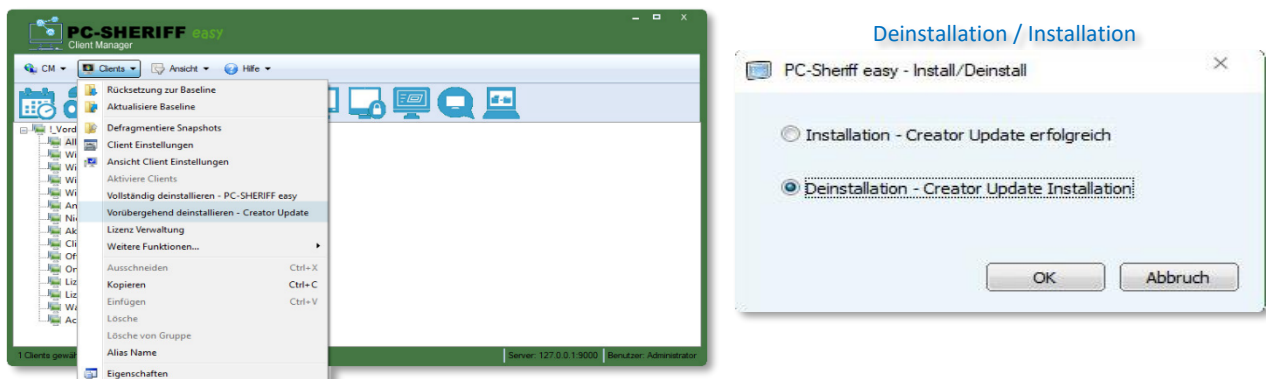 PC-SHERIFF easy
Client Manager
CM
Clients
Ansicht
Hilfe
Rücksetzung zur Baseline
Aktualisiere Baseline
Defragmentiere Snapshots
Client Einstellungen
Ansicht Client Einstellungen
Aktiviere Clients
Vollständig deinstallieren - PC-SHERIFF easy
Vorübergehend deinstallieren - Creator Update
Lizenz Verwaltung
Weitere Funktionen...
Ausschneiden Ctrl+X
Kopieren Ctrl+C
Einfügen Ctrl+V
Lösche
Lösche von Gruppe
Alias Name
Eigenschaften
1 Clients
Server: 127.0.0.1:9000 Benutzer: Administrator
Deinstallation / Installation
PC-Sheriff easy - Install/Deinstall
Installation - Creator Update erfolgreich
Deinstallation - Creator Update Installation
OK Abbruch